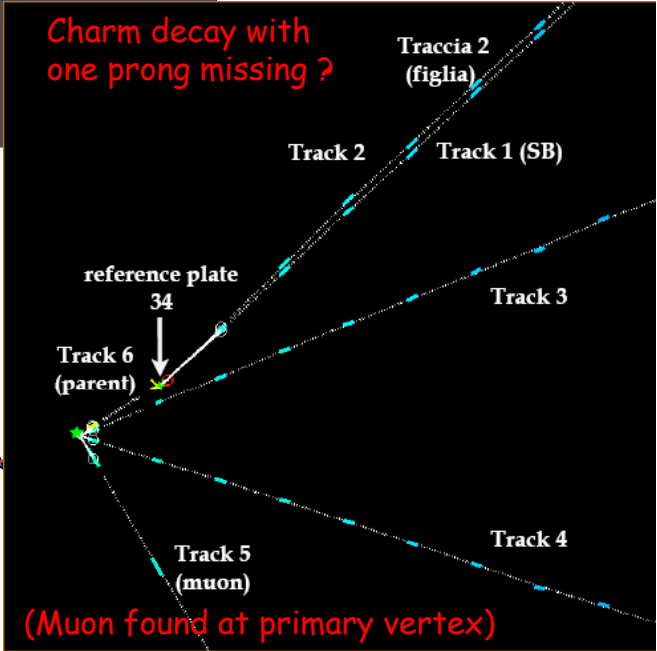 Charm decay with
one prong missing ?
Traccia 2
(figlia)
Track 2
Track 1 (SB)
reference plate
34
Track 3
Track 6
(parent)
Track 4
Track 5
(muon)
(Muon found at primary vertex)